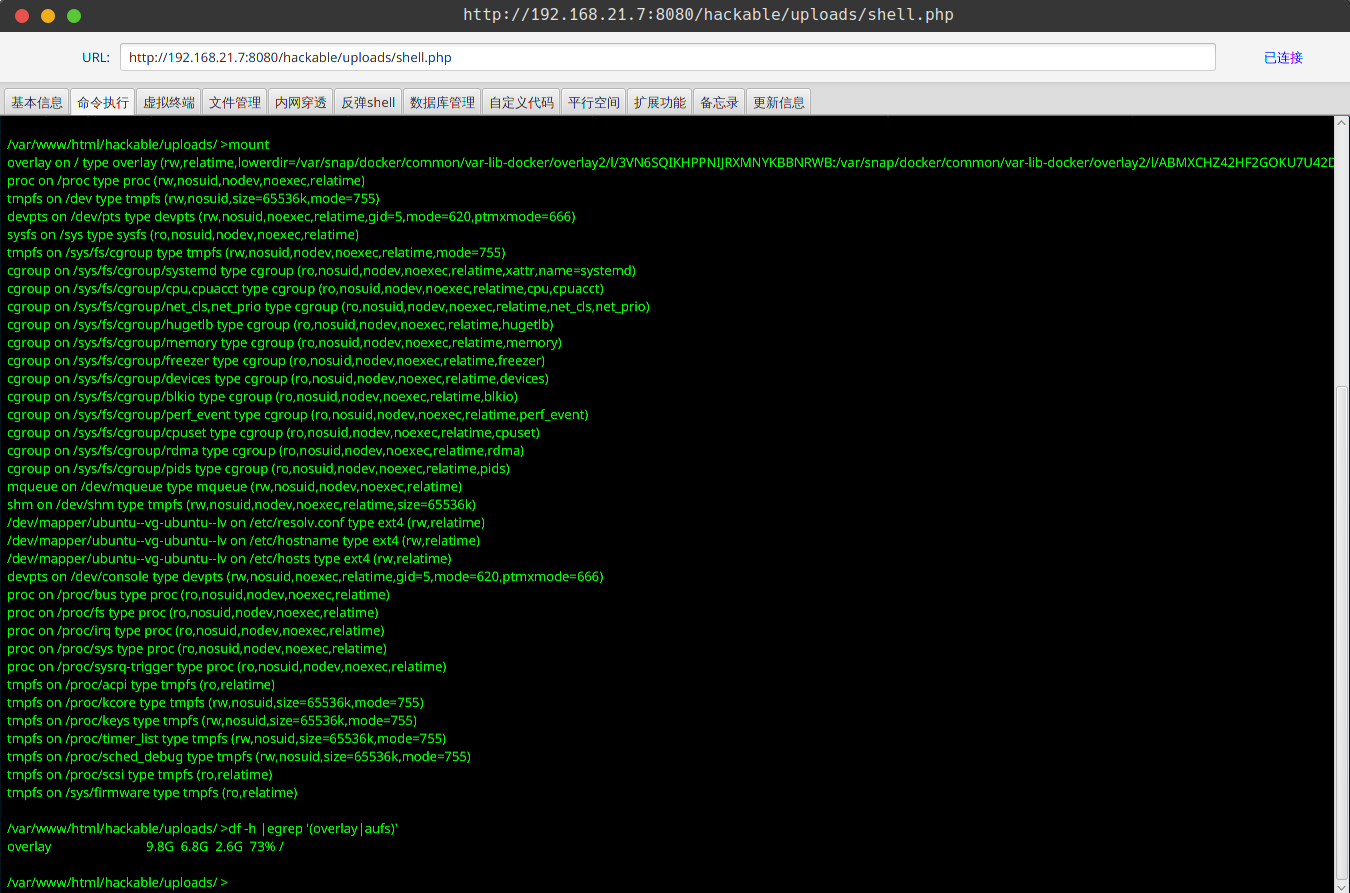 http://192.168.21.7:8080/hackable/uploads/shell.php
URL: http://192.168.21.7:8080/hackable/uploads/shell.php 已连接
基本信息 命令执行 虚拟终端 文件管理 内网穿透 反弹shell 数据库管理 自定义代码 平行空间 扩展功能 备忘录 更新信息
/var/www/html/hackable/uploads/ >mount
overlay on / type overlay (rw,relatime,lowerdir=/var/snap/docker/common/var-lib-docker/overlay2/l/3VN6SQIKHPPNIJRXMNYKBBNRWB:/var/snap/docker/common/var-lib-docker/overlay2/l/ABMXCHZ42HF2GOKU7U42D
proc on /proc type proc (rw,nosuid,nodev,noexec,relatime)
tmpfs on /dev type tmpfs (rw,nosuid,size=65536k,mode=755)
devpts on /dev/pts type devpts (rw,nosuid,noexec,relatime,gid=5,mode=620,ptmxmode=666)
sysfs on /sys type sysfs (ro,nosuid,nodev,noexec,relatime)
tmpfs on /sys/fs/cgroup type tmpfs (rw,nosuid,nodev,noexec,relatime,mode=755)
cgroup on /sys/fs/cgroup/systemd type cgroup (ro,nosuid,nodev,noexec,relatime,xattr,name=systemd)
cgroup on /sys/fs/cgroup/cpu,cpuacct type cgroup (ro,nosuid,nodev,noexec,relatime,cpu,cpuacct)
cgroup on /sys/fs/cgroup/net_cls,net_prio type cgroup (ro,nosuid,nodev,noexec,relatime,net_cls,net_prio)
cgroup on /sys/fs/cgroup/hugetlb type cgroup (ro,nosuid,nodev,noexec,relatime,hugetlb)
cgroup on /sys/fs/cgroup/memory type cgroup (ro,nosuid,nodev,noexec,relatime,memory)
cgroup on /sys/fs/cgroup/freezer type cgroup (ro,nosuid,nodev,noexec,relatime,freezer)
cgroup on /sys/fs/cgroup/devices type cgroup (ro,nosuid,nodev,noexec,relatime,devices)
cgroup on /sys/fs/cgroup/blkio type cgroup (ro,nosuid,nodev,noexec,relatime,blkio)
cgroup on /sys/fs/cgroup/perf_event type cgroup (ro,nosuid,nodev,noexec,relatime,perf_event)
cgroup on /sys/fs/cgroup/cpuset type cgroup (ro,nosuid,nodev,noexec,relatime,cpuset)
cgroup on /sys/fs/cgroup/rdma type cgroup (ro,nosuid,nodev,noexec,relatime,rdma)
cgroup on /sys/fs/cgroup/pids type cgroup (ro,nosuid,nodev,noexec,relatime,pids)
mqueue on /dev/mqueue type mqueue (rw,nosuid,nodev,noexec,relatime)
shm on /dev/shm type tmpfs (rw,nosuid,nodev,noexec,relatime,size=65536k)
/dev/mapper/ubuntu--vg-ubuntu--lv on /etc/resolv.conf type ext4 (rw,relatime)
/dev/mapper/ubuntu--vg-ubuntu--lv on /etc/hostname type ext4 (rw,relatime)
/dev/mapper/ubuntu--vg-ubuntu--lv on /etc/hosts type ext4 (rw,relatime)
devpts on /dev/console type devpts (rw,nosuid,noexec,relatime,gid=5,mode=620,ptmxmode=666)
proc on /proc/bus type proc (ro,nosuid,nodev,noexec,relatime)
proc on /proc/fs type proc (ro,nosuid,nodev,noexec,relatime)
proc on /proc/irq type proc (ro,nosuid,nodev,noexec,relatime)
proc on /proc/sys type proc (ro,nosuid,nodev,noexec,relatime)
proc on /proc/sysrq-trigger type proc (ro,nosuid,nodev,noexec,relatime)
tmpfs on /proc/acpi type tmpfs (ro,relatime)
tmpfs on /proc/kcore type tmpfs (rw,nosuid,size=65536k,mode=755)
tmpfs on /proc/keys type tmpfs (rw,nosuid,size=65536k,mode=755)
tmpfs on /proc/timer_list type tmpfs (rw,nosuid,size=65536k,mode=755)
tmpfs on /proc/sched_debug type tmpfs (rw,nosuid,size=65536k,mode=755)
tmpfs on /proc/scsi type tmpfs (ro,relatime)
tmpfs on /sys/firmware type tmpfs (ro,relatime)
/var/www/html/hackable/uploads/ >df -h |egrep '(overlay|aufs)'
overlay 9.8G 6.8G 2.6G 73% /
/var/www/html/hackable/uploads/ >